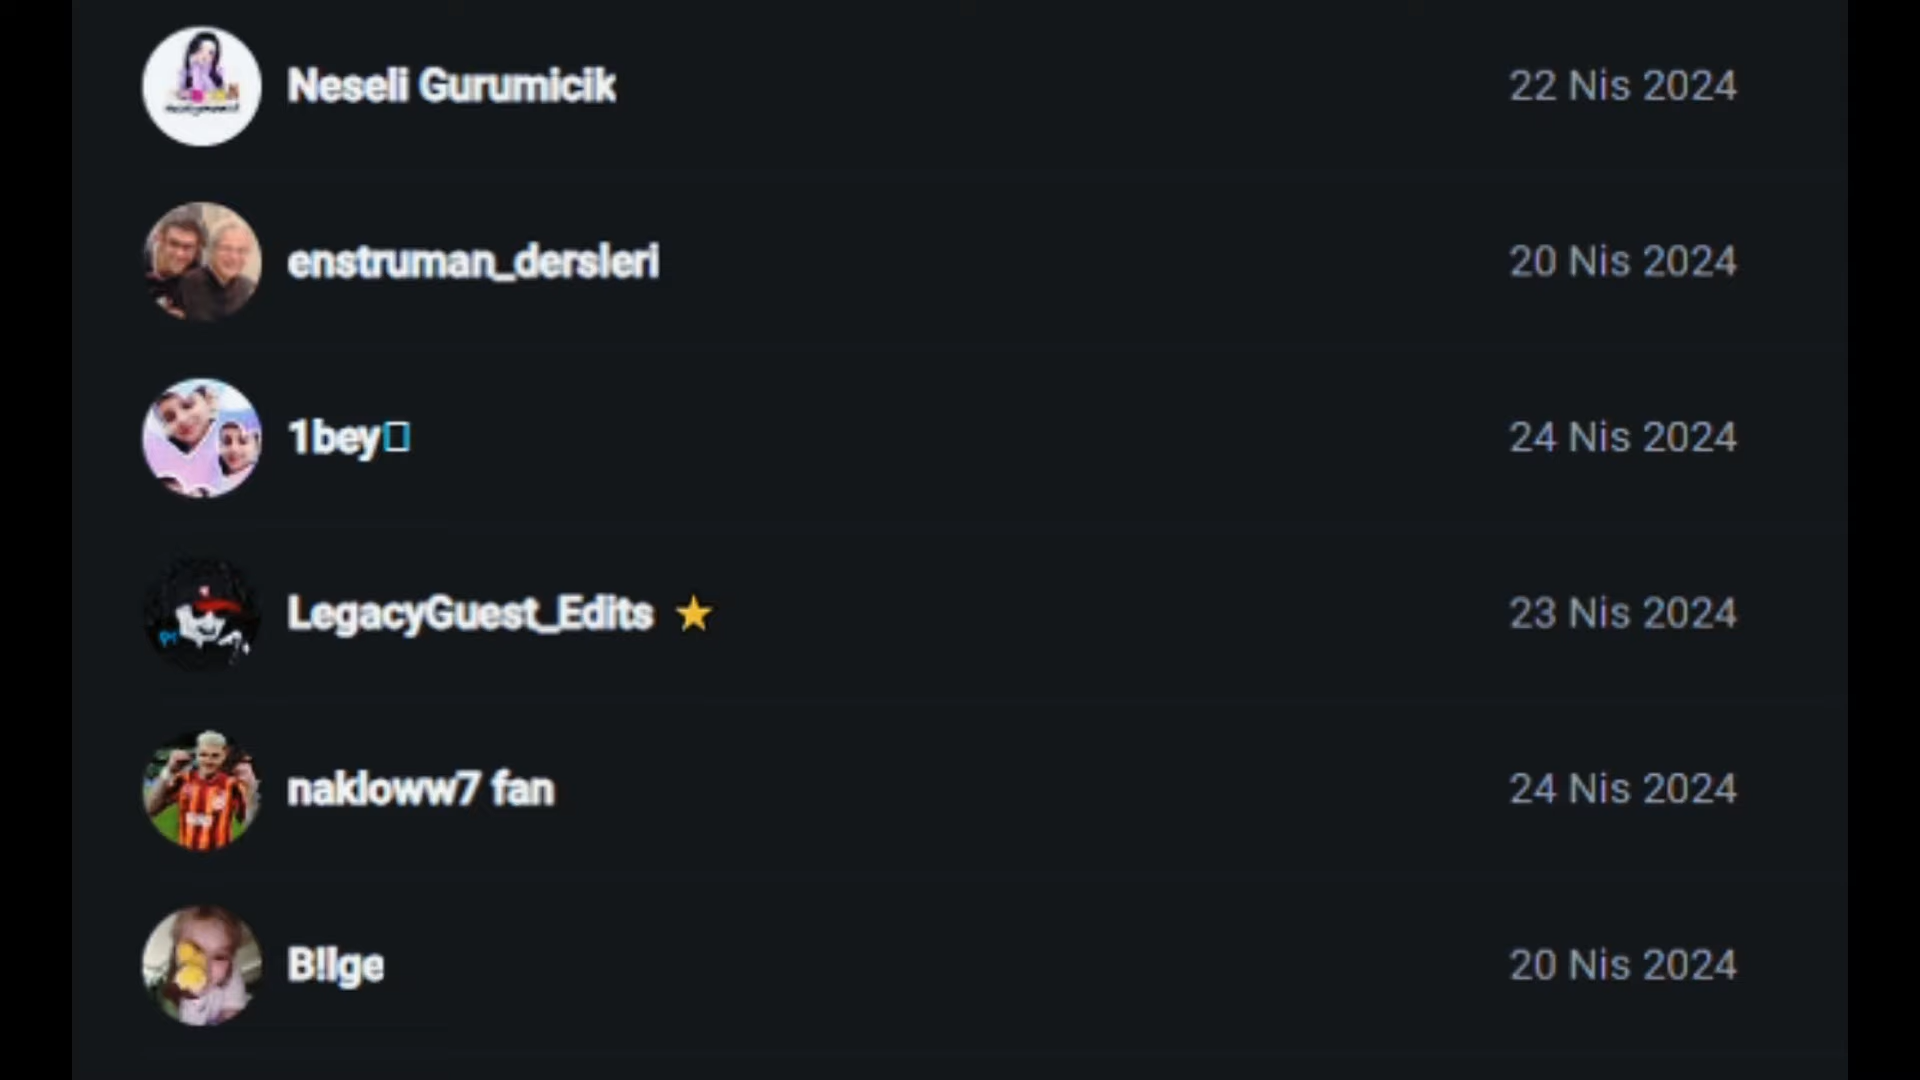 Neseli Gurumicik 22 Nis 2024
enstruman_dersleri 20 Nis 2024
1bey 24 Nis 2024
LegacyGuest_Edits ★ 23 Nis 2024
nakloww7 fan 24 Nis 2024
B!lge 20 Nis 2024